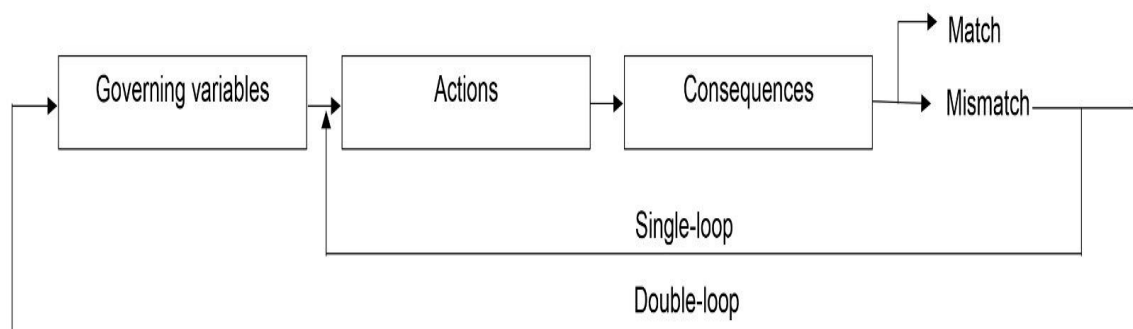 Match
Governing variables
Actions
Consequences
Mismatch
Single-loop
Double-loop